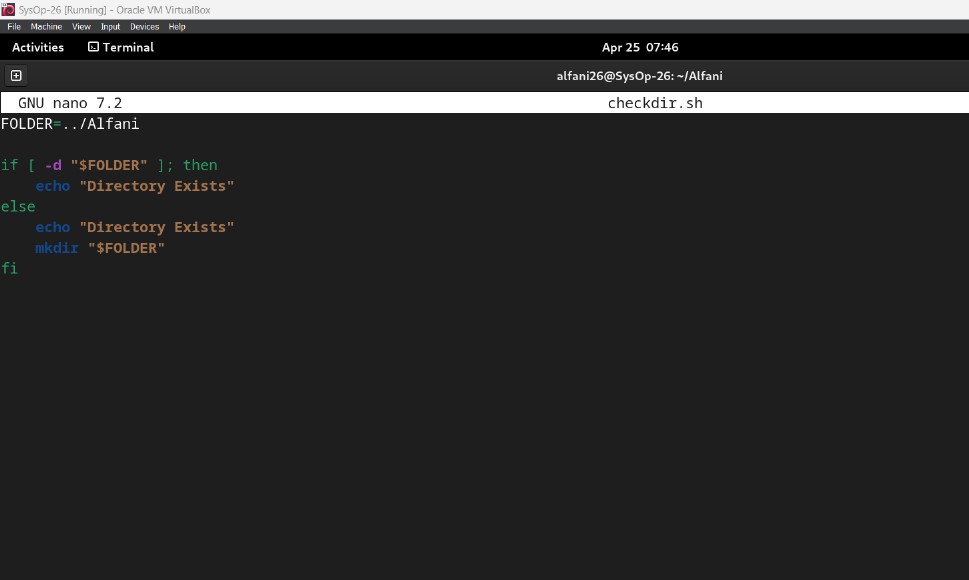 SysOp-26 [Running] - Oracle VM VirtualBox
File Machine View Input Devices Help
Activities Terminal Apr 25 07:46
alfani26@SysOp-26: ~/Alfani
GNU nano 7.2 checkdir.sh
FOLDER=../Alfani
if [ -d "$FOLDER" ]; then
    echo "Directory Exists"
else
    echo "Directory Exists"
    mkdir "$FOLDER"
fi